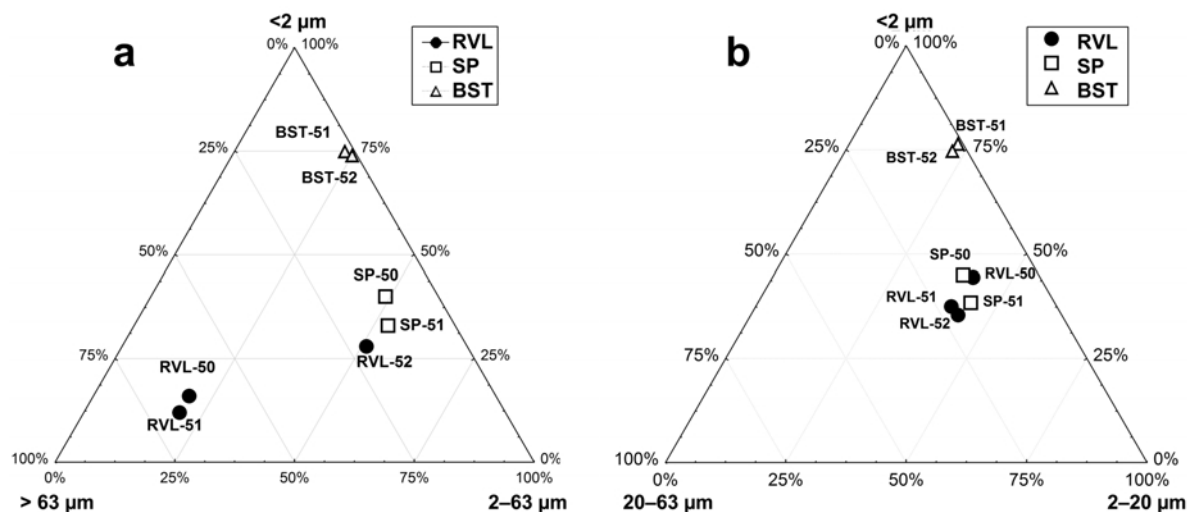 a
<2 µm
0% 100%
RVL
SP
BST
BST-51
25% 75%
BST-52
50% 50%
SP-50
SP-51
75% 25%
RVL-52
RVL-50
RVL-51
100% 0%
0% 25% 50% 75% 100%
> 63 µm 2–63 µm
b
<2 µm
0% 100%
RVL
SP
BST
BST-51
25% 75%
BST-52
50% 50%
SP-50
RVL-50
RVL-51 SP-51
RVL-52
75% 25%
100% 0%
0% 25% 50% 75% 100%
20–63 µm 2–20 µm